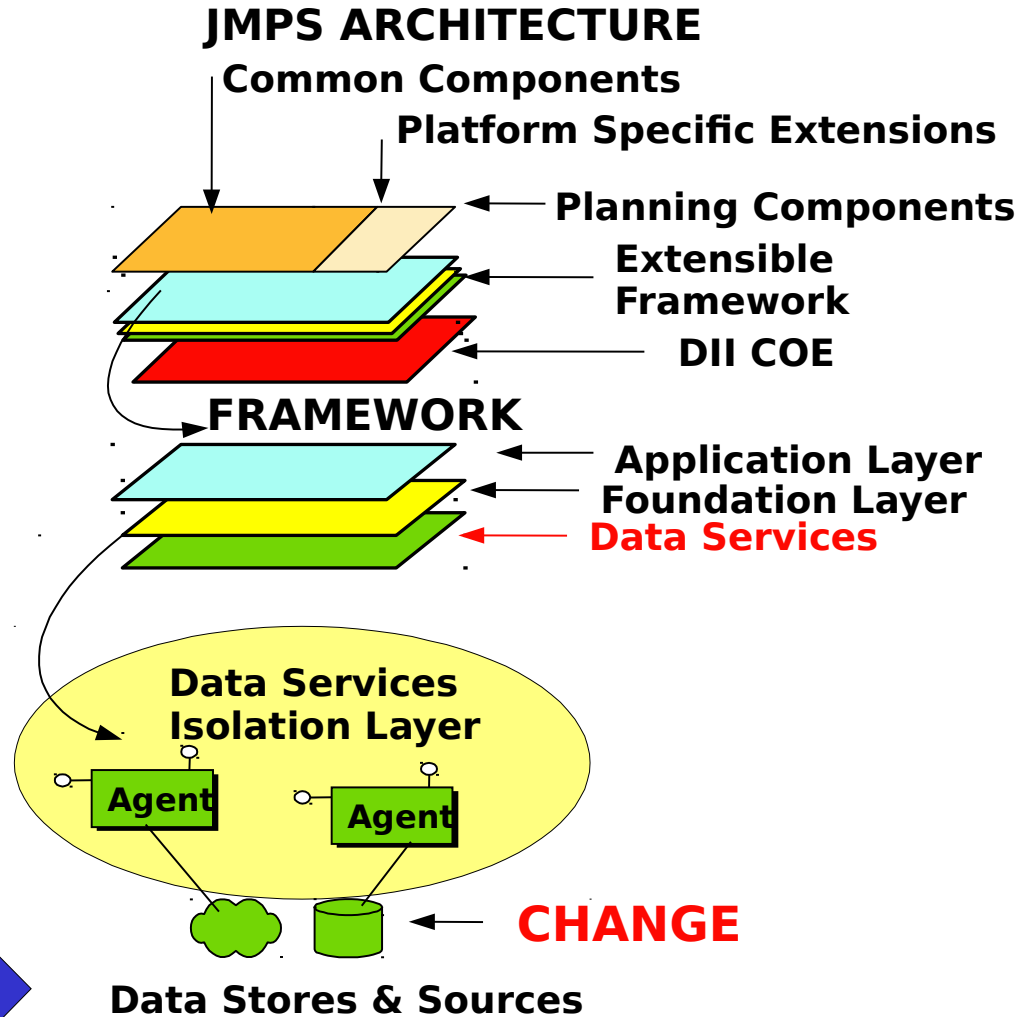 JMPS ARCHITECTURE
Common Components
Platform Specific Extensions
Planning Components
Extensible
Framework
DII COE
FRAMEWORK
Application Layer
Foundation Layer
Data Services
Data Services
Isolation Layer
Agent
Agent
CHANGE
Data Stores & Sources